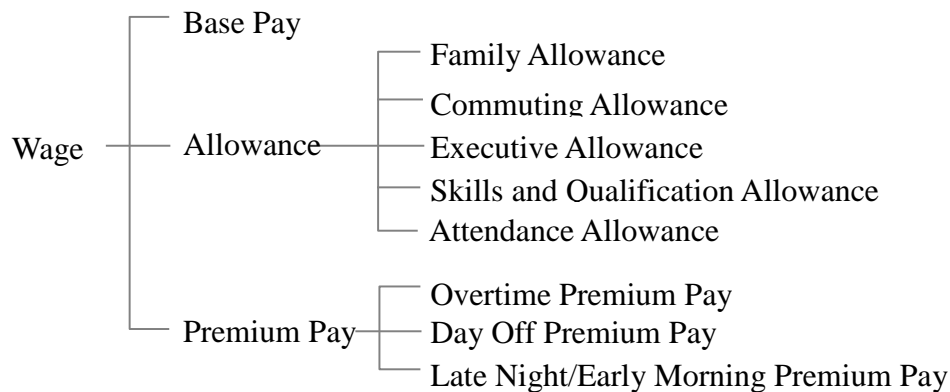 Base Pay
Family Allowance
Commuting Allowance
Wage
Allowance
Executive Allowance
Skills and Qualification Allowance
Attendance Allowance
Overtime Premium Pay
Premium Pay
Day Off Premium Pay
Late Night/Early Morning Premium Pay